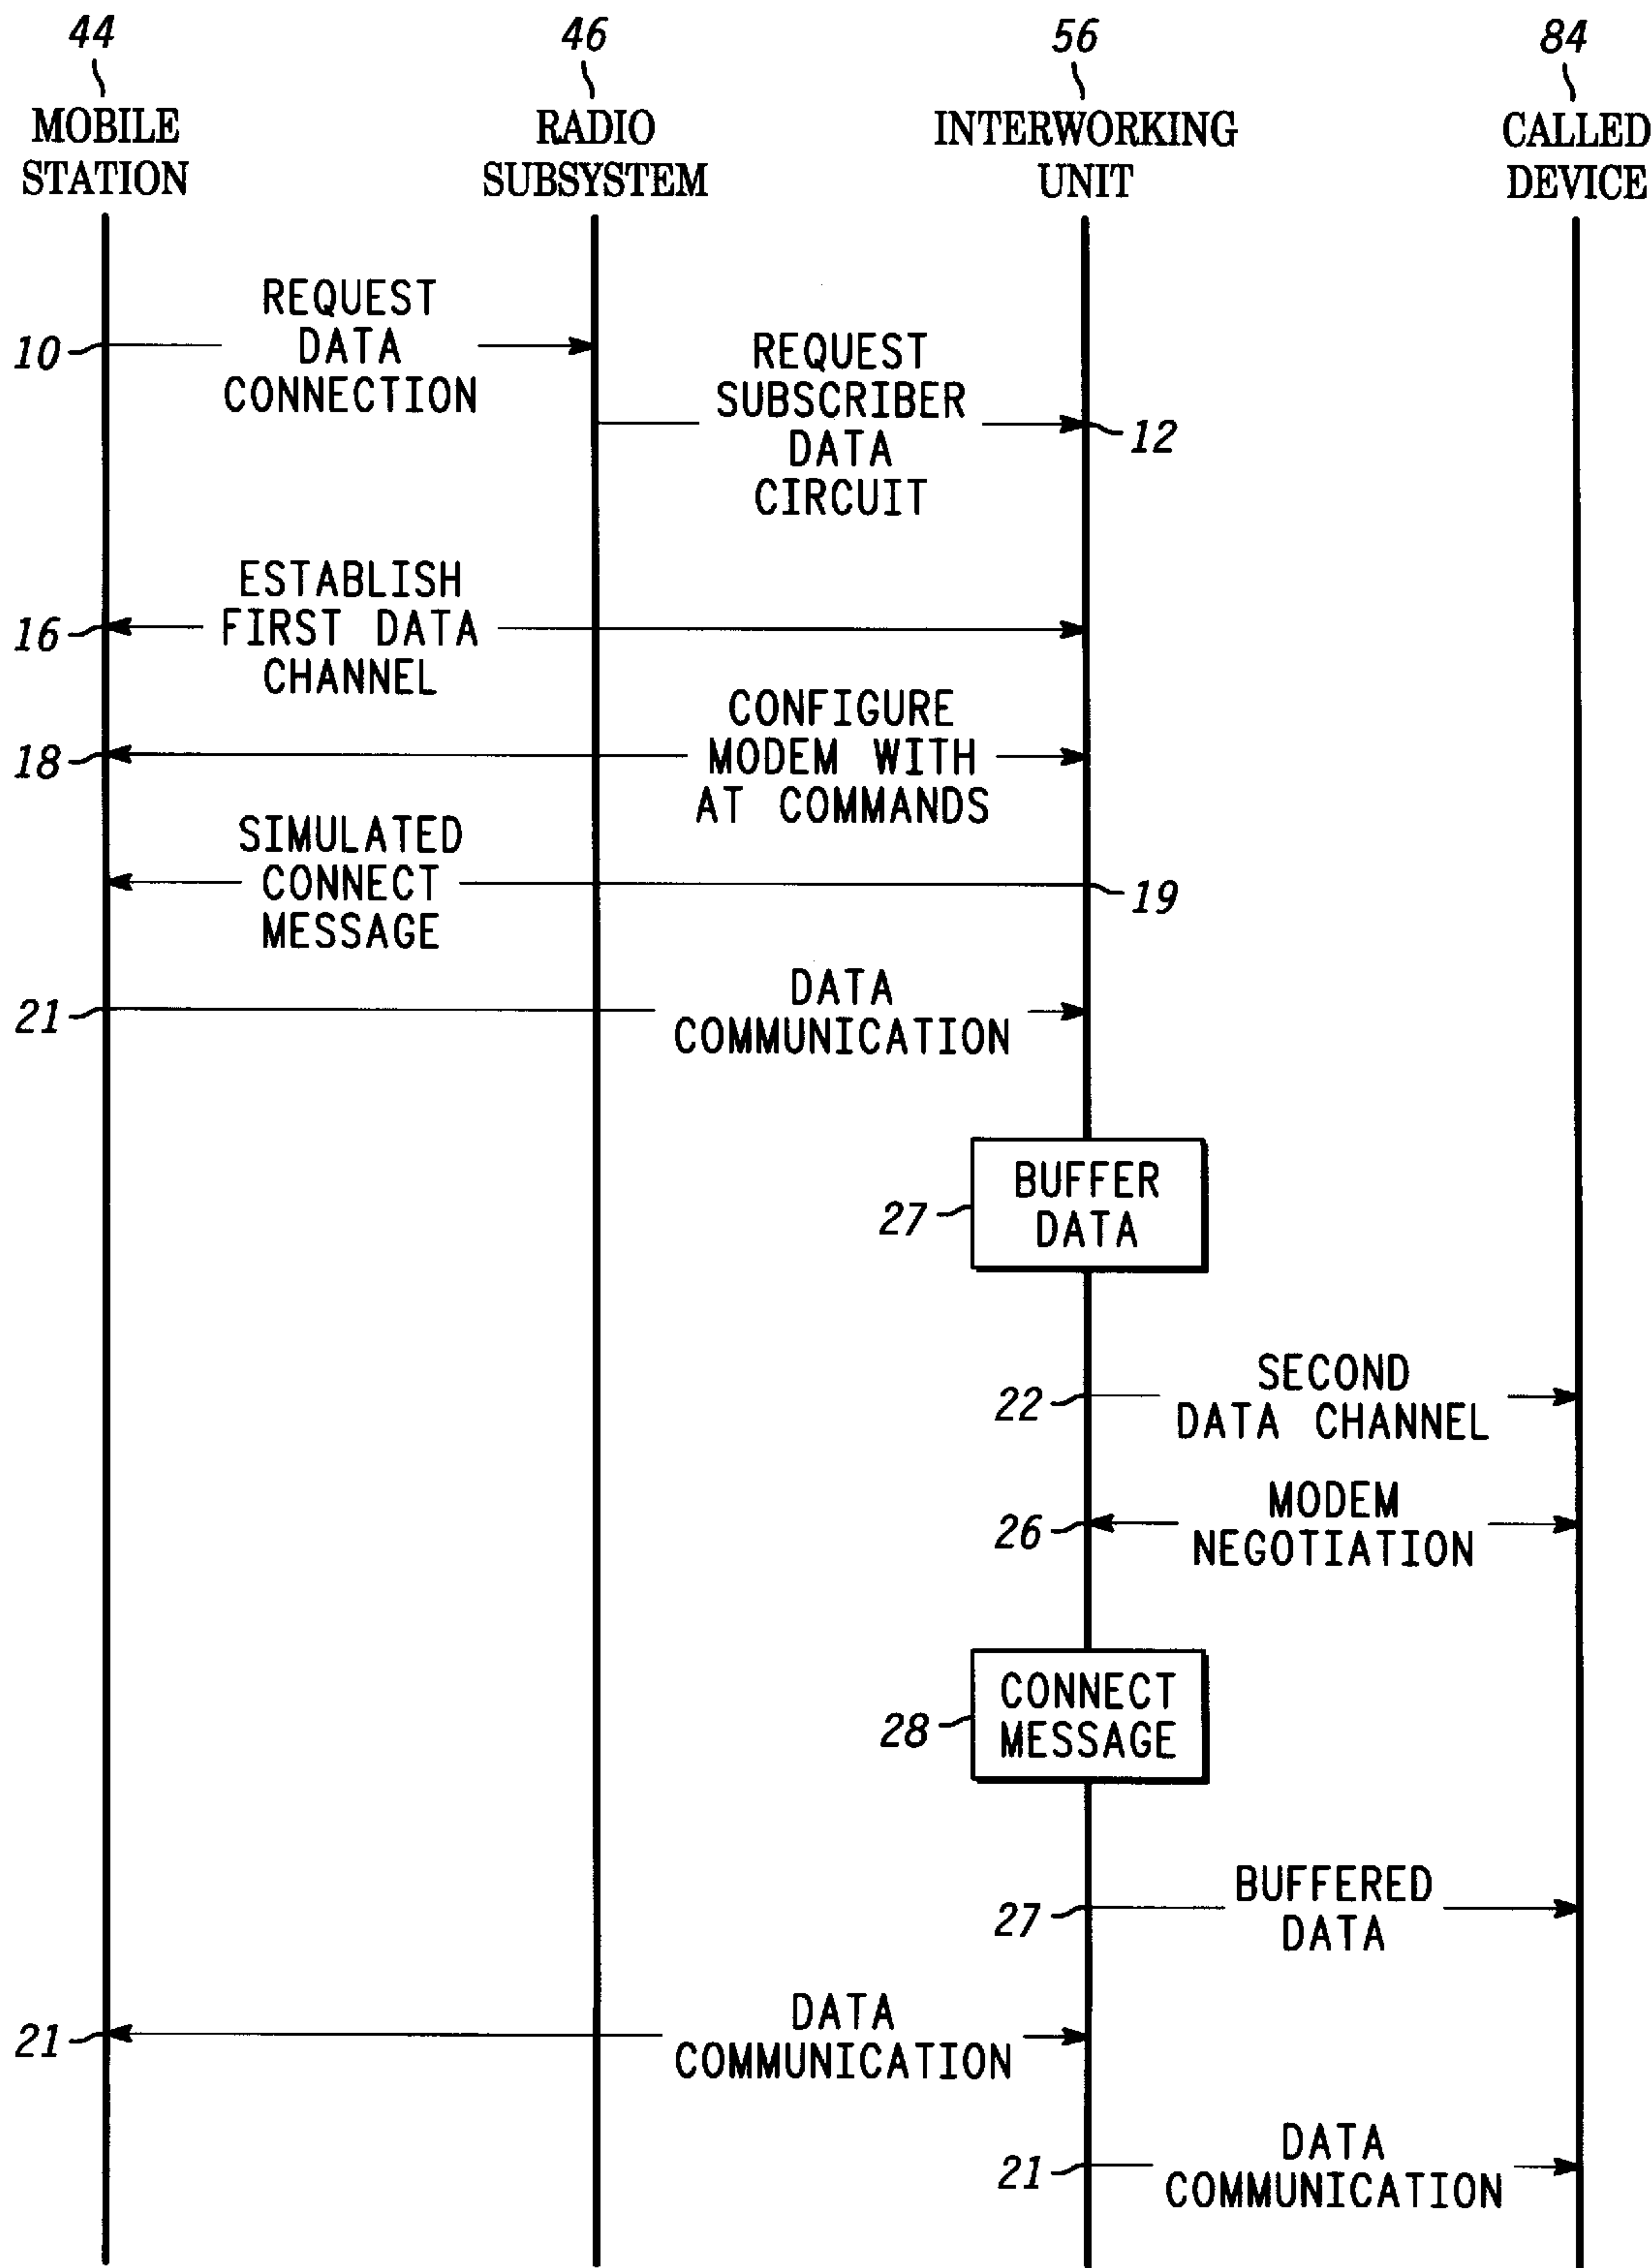 44
46
56
84
MOBILE
STATION
RADIO
SUBSYSTEM
INTERWORKING
UNIT
CALLED
DEVICE
10
REQUEST
DATA
CONNECTION
REQUEST
SUBSCRIBER
DATA
CIRCUIT
12
16
ESTABLISH
FIRST DATA
CHANNEL
18
CONFIGURE
MODEM WITH
AT COMMANDS
SIMULATED
CONNECT
MESSAGE
19
21
DATA
COMMUNICATION
27
BUFFER
DATA
22
SECOND
DATA CHANNEL
26
MODEM
NEGOTIATION
28
CONNECT
MESSAGE
27
BUFFERED
DATA
21
DATA
COMMUNICATION
21
DATA
COMMUNICATION